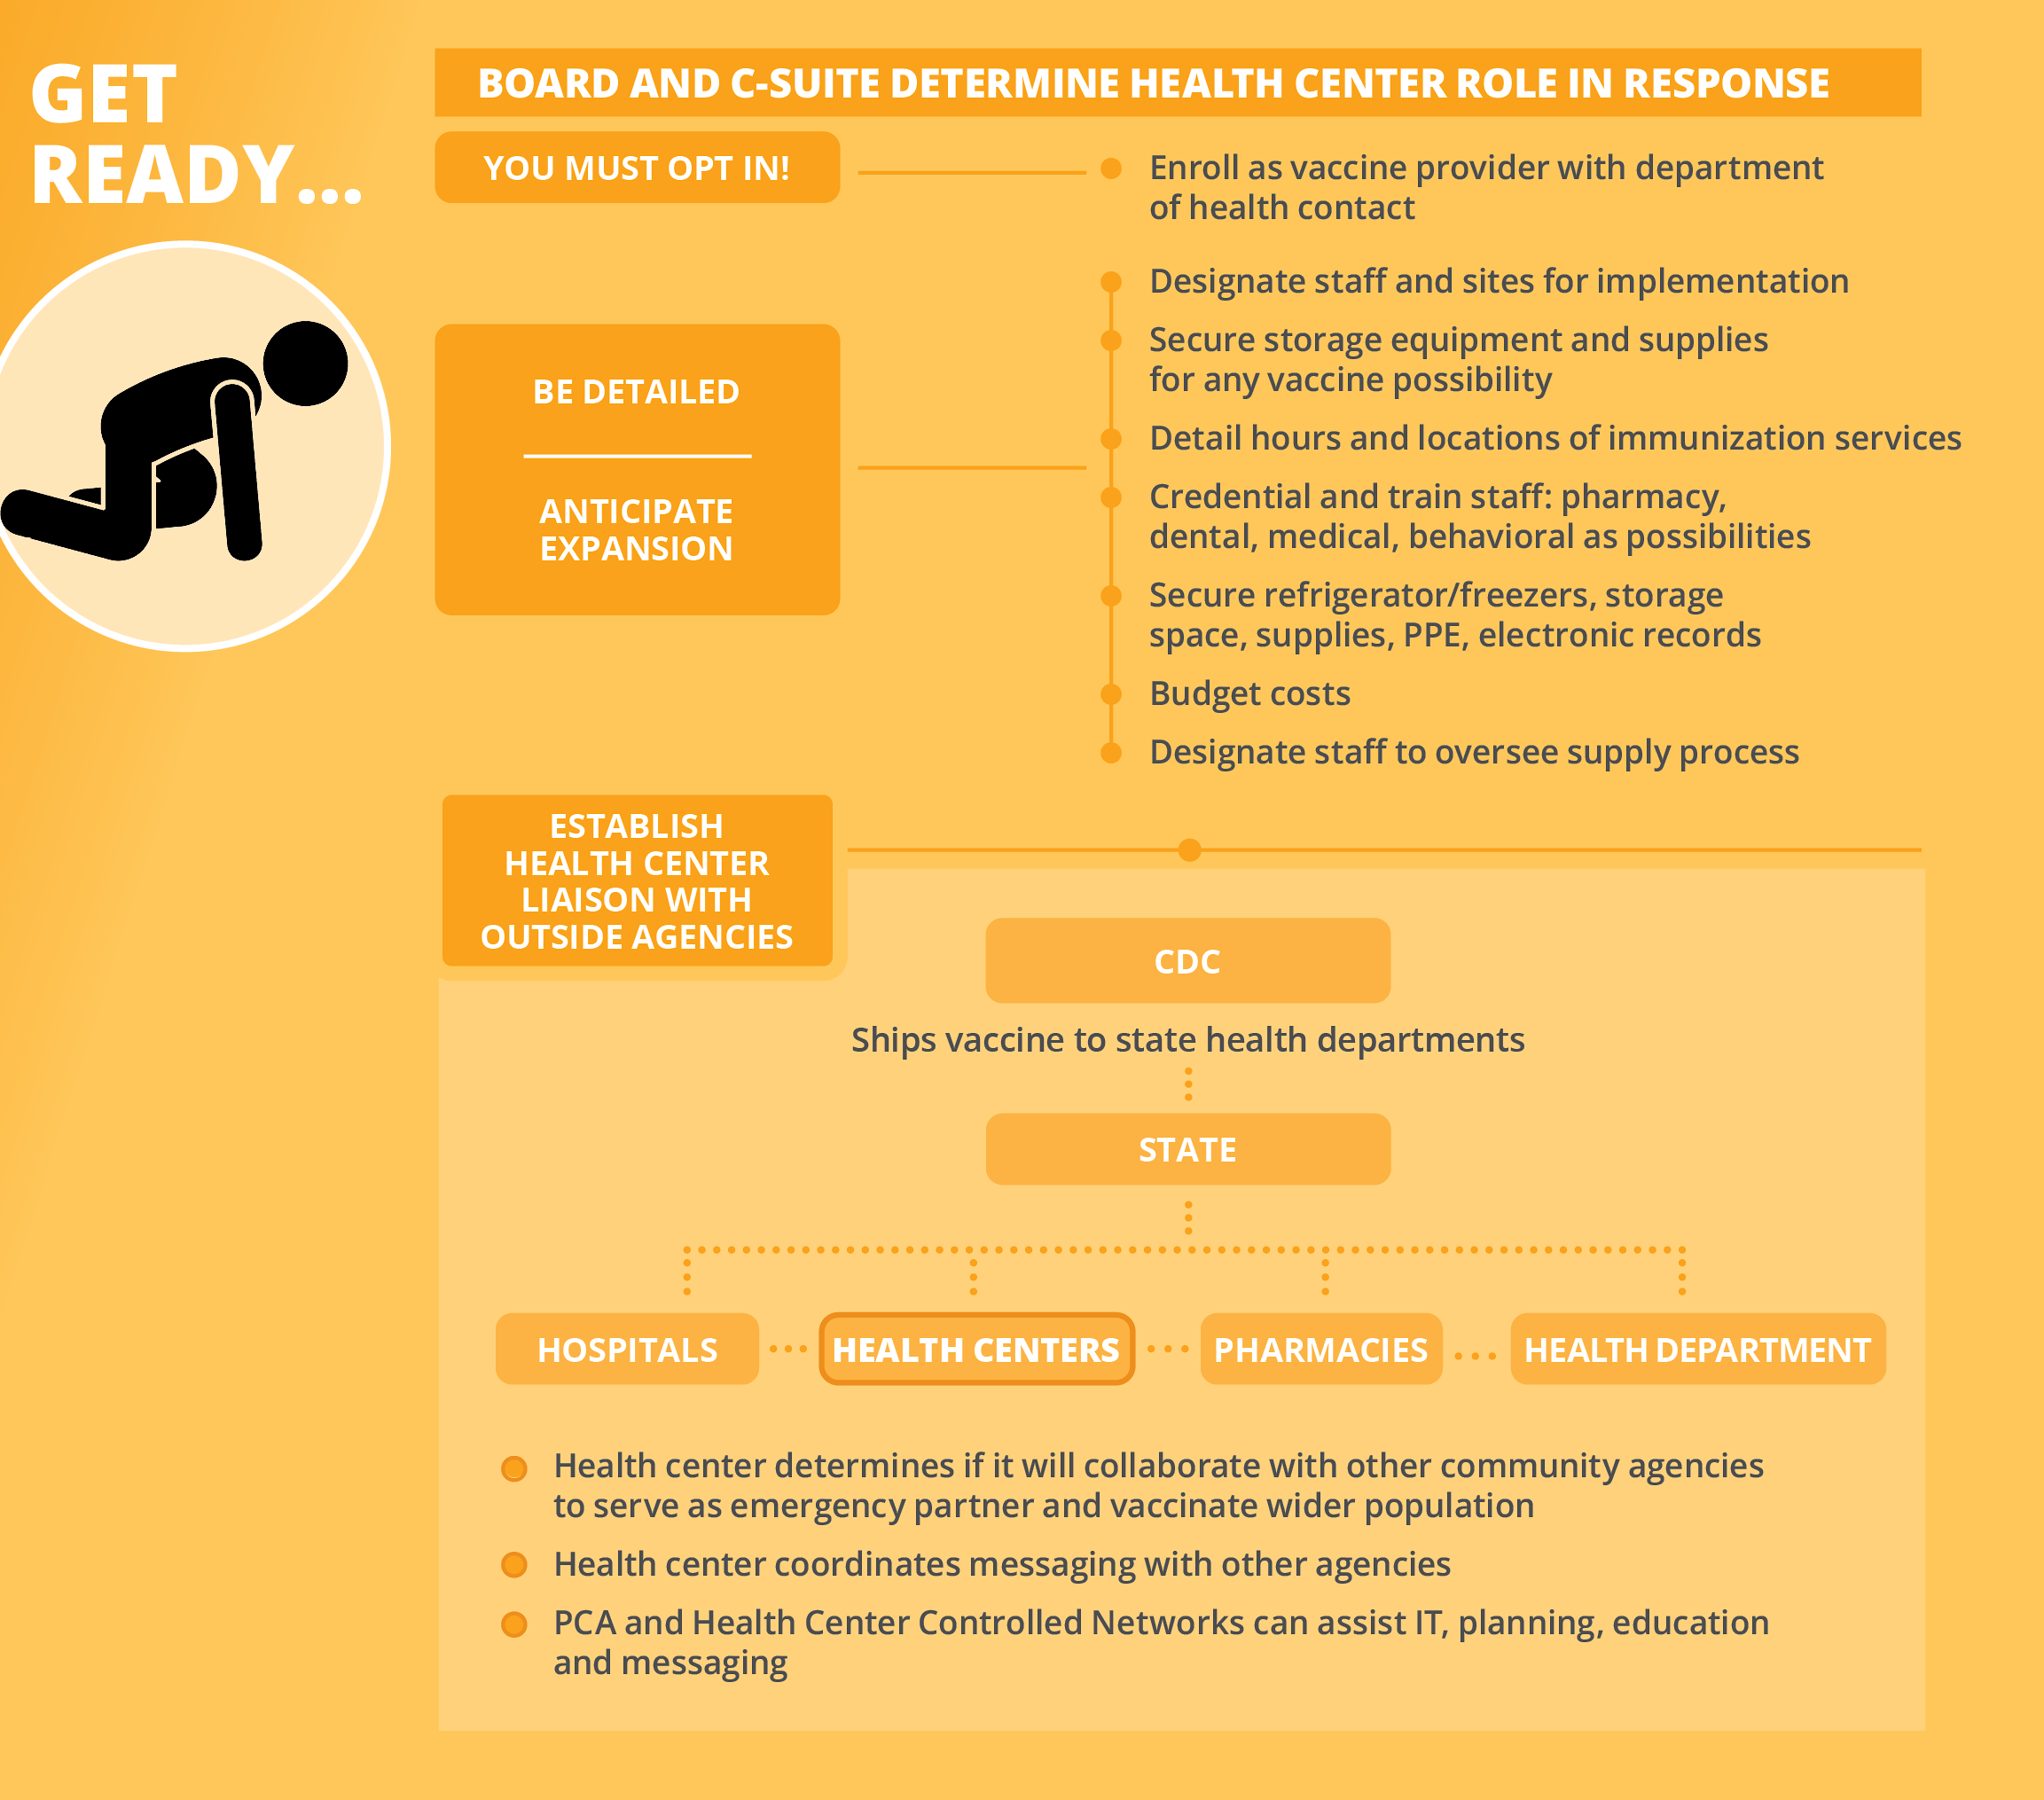 GET
READY...
BOARD AND C-SUITE DETERMINE HEALTH CENTER ROLE IN RESPONSE
YOU MUST OPT IN!
Enroll as vaccine provider with department
of health contact
BE DETAILED
ANTICIPATE
EXPANSION
Designate staff and sites for implementation
Secure storage equipment and supplies
for any vaccine possibility
Detail hours and locations of immunization services
Credential and train staff: pharmacy,
dental, medical, behavioral as possibilities
Secure refrigerator/freezers, storage
space, supplies, PPE, electronic records
Budget costs
Designate staff to oversee supply process
ESTABLISH
HEALTH CENTER
LIAISON WITH
OUTSIDE AGENCIES
CDC
Ships vaccine to state health departments
STATE
HOSPITALS
HEALTH CENTERS
PHARMACIES
HEALTH DEPARTMENT
Health center determines if it will collaborate with other community agencies
to serve as emergency partner and vaccinate wider population
Health center coordinates messaging with other agencies
PCA and Health Center Controlled Networks can assist IT, planning, education
and messaging